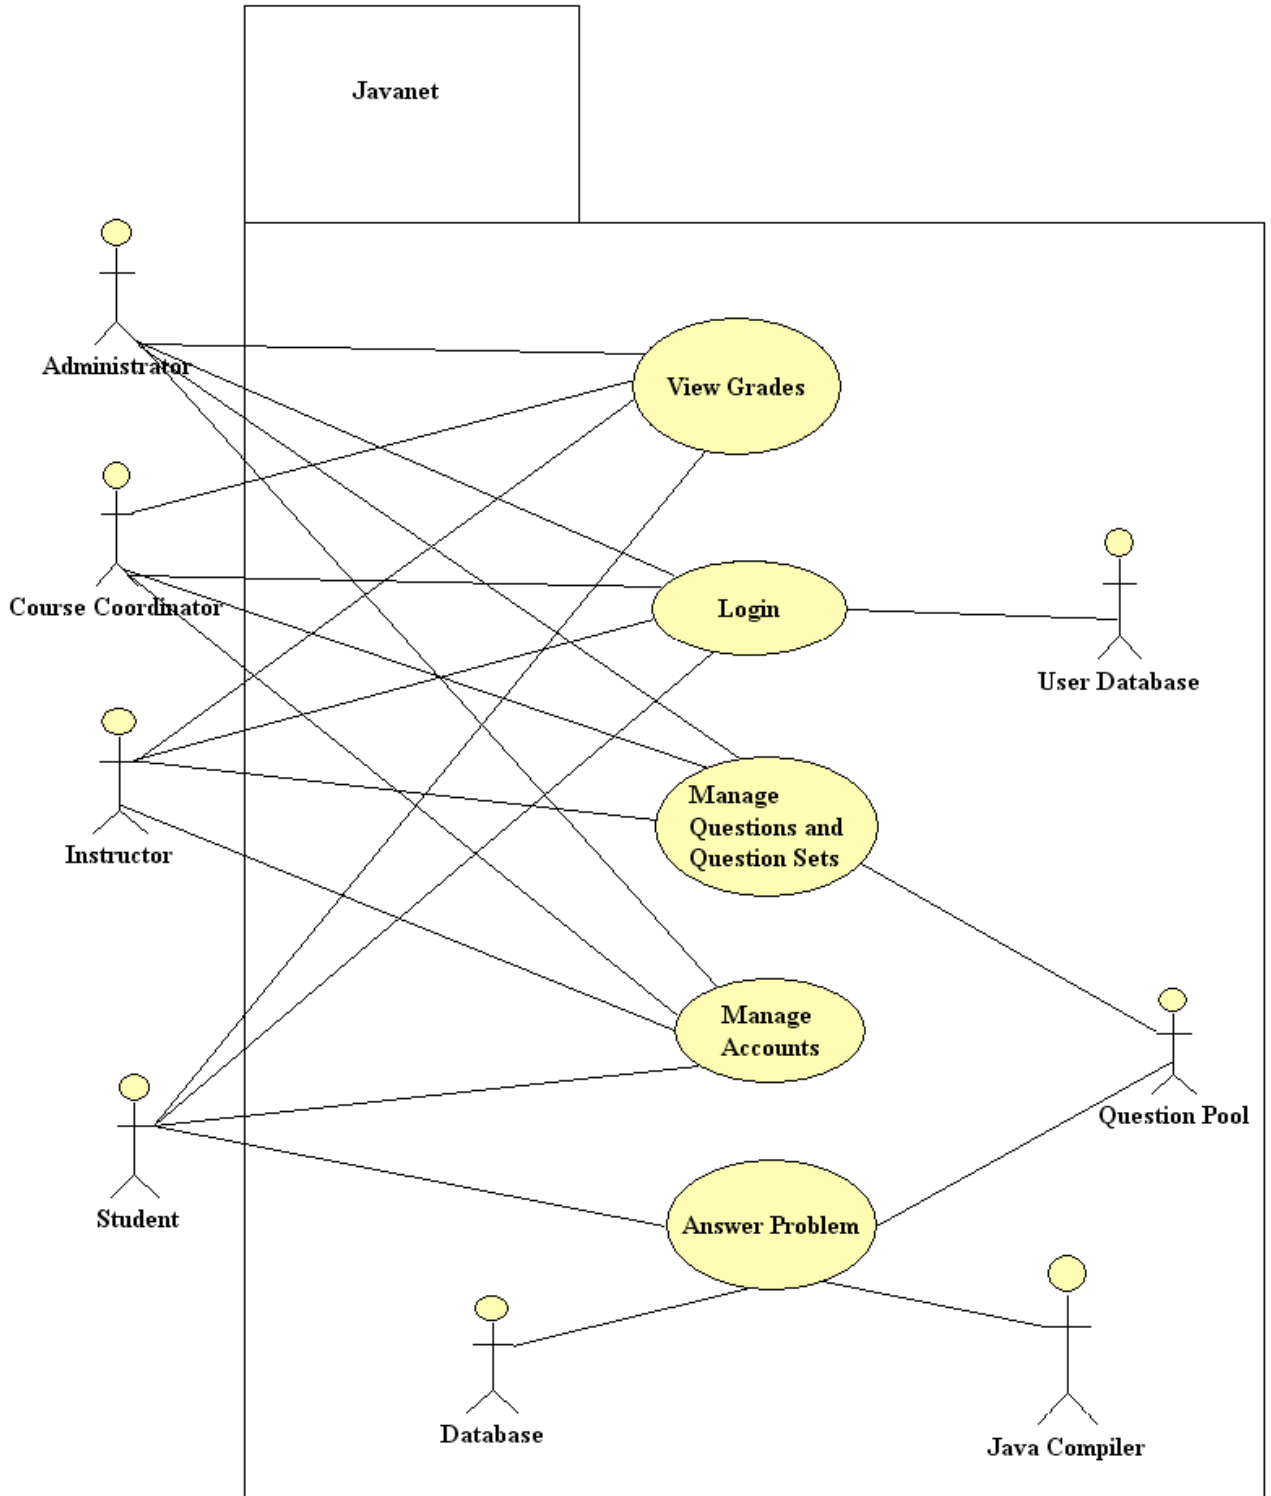 Javanet
Administrator
View Grades
Course Coordinator
Login
User Database
Manage
Questions and
Question Sets
Instructor
Manage
Accounts
Question Pool
Student
Answer Problem
Database
Java Compiler